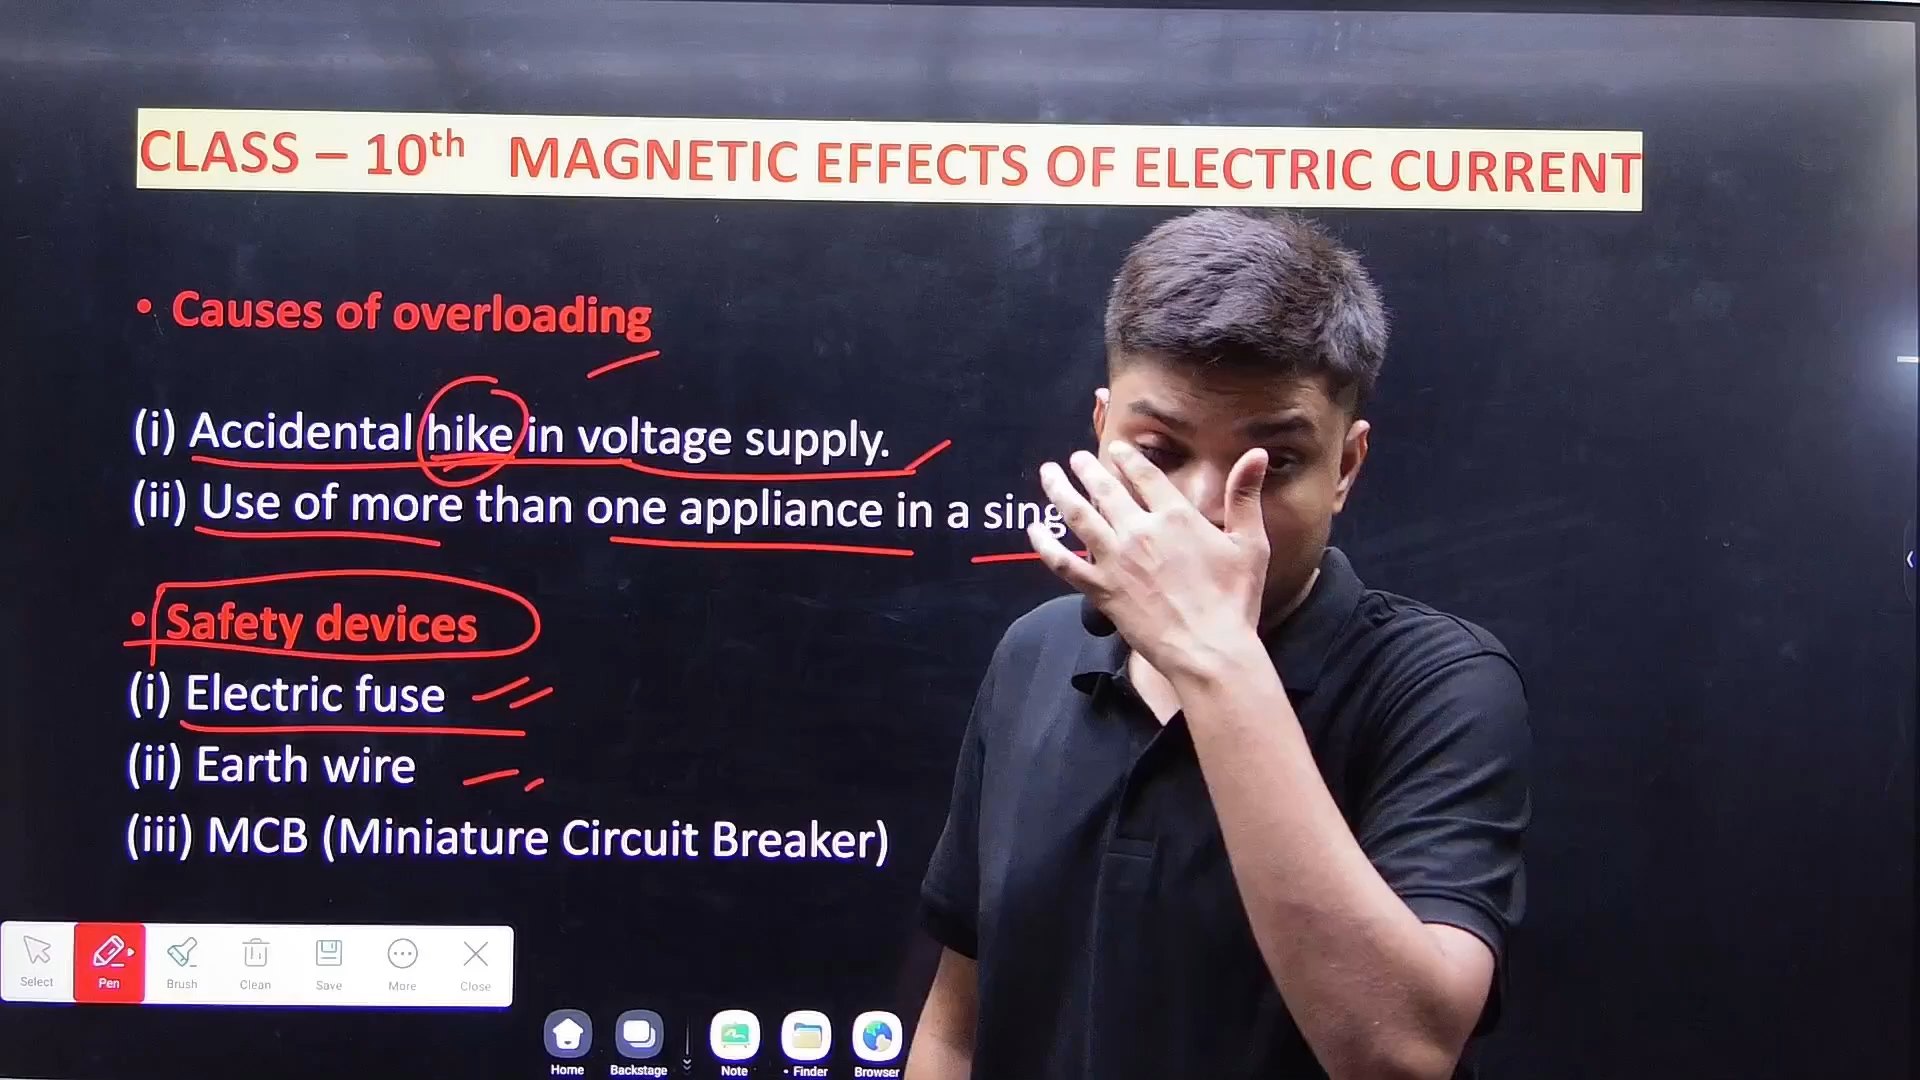 CLASS – 10th MAGNETIC EFFECTS OF ELECTRIC CURRENT
• Causes of overloading
(i) Accidental hike in voltage supply.
(ii) Use of more than one appliance in a
• Safety devices
(i) Electric fuse
(ii) Earth wire
(iii) MCB (Miniature Circuit Breaker)
Select Pen Brush Clean Save More Close
Home Backstage Note • Finder Browser